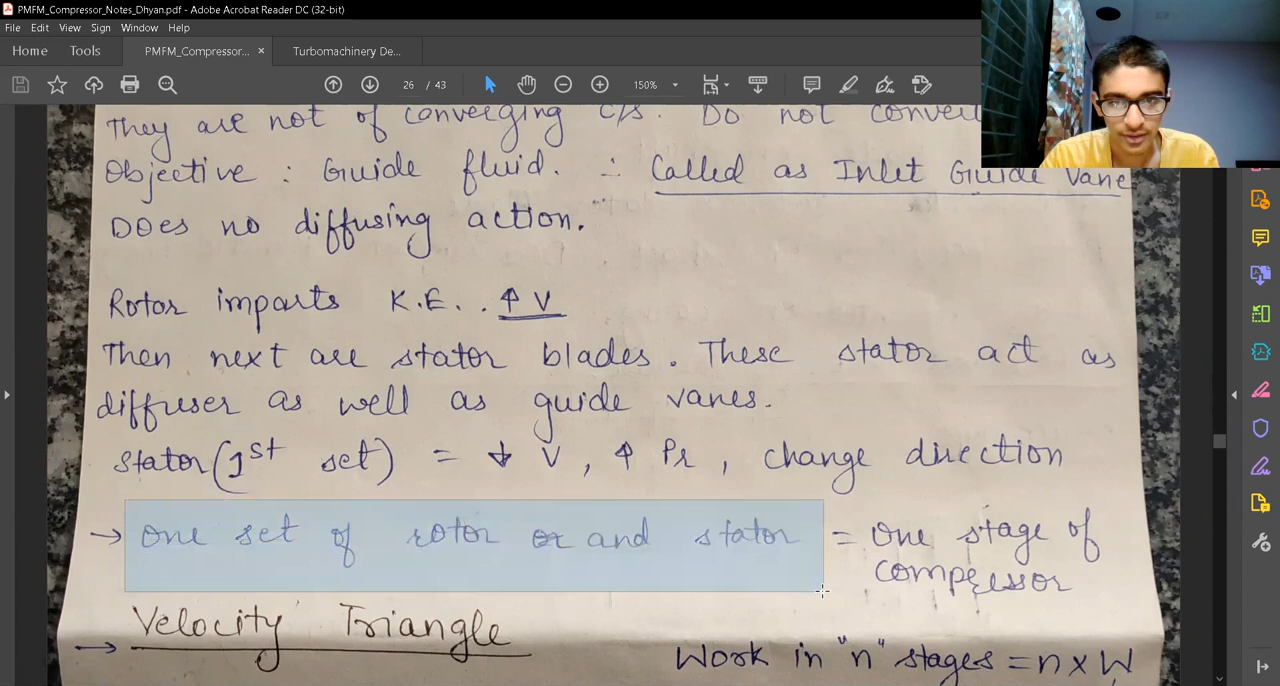 PMFM_Compressor_Notes_Dhyan.pdf - Adobe Acrobat Reader DC (32-bit)
File Edit View Sign Window Help
Home Tools PMFM_Compressor... × Turbomachinery De...
26 / 43 150%
They are not of converging c/s. Do not convert
Objective : Guide fluid. ∴ Called as Inlet Guide Vane
Does no diffusing action.
Rotor imparts K.E. . ↑ V
Then next are stator blades. These stator act as
diffuser as well as guide vanes.
Stator (1st set) = ↓ V, ↑ Pr, change direction
→ One set of rotor or and stator = One stage of
compressor
→ Velocity Triangle
Work in "n" stages = n × W